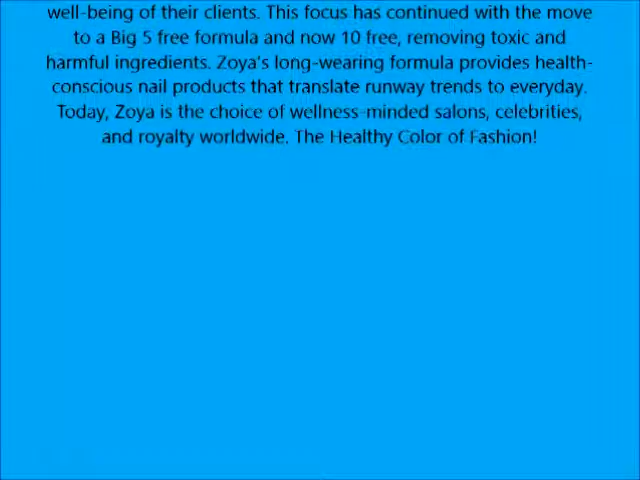 well-being of their clients. This focus has continued with the move
to a Big 5 free formula and now 10 free, removing toxic and
harmful ingredients. Zoya's long-wearing formula provides health-
conscious nail products that translate runway trends to everyday.
Today, Zoya is the choice of wellness-minded salons, celebrities,
and royalty worldwide. The Healthy Color of Fashion!